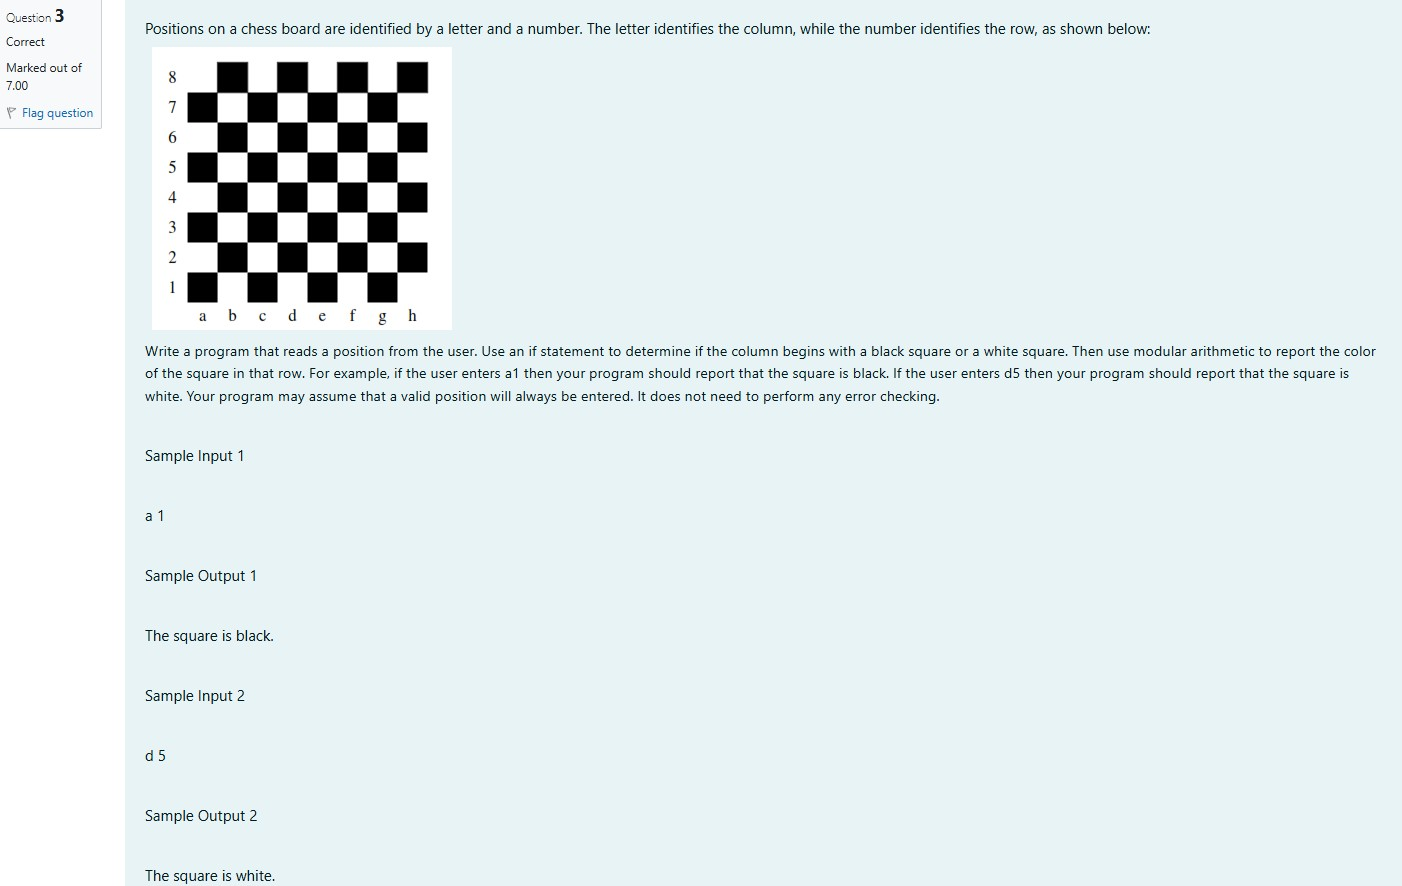 Question 3
Correct
Marked out of
7.00
Flag question
Positions on a chess board are identified by a letter and a number. The letter identifies the column, while the number identifies the row, as shown below:
8
7
6
5
4
3
2
1
a b c d e f g h
Write a program that reads a position from the user. Use an if statement to determine if the column begins with a black square or a white square. Then use modular arithmetic to report the color
of the square in that row. For example, if the user enters a1 then your program should report that the square is black. If the user enters d5 then your program should report that the square is
white. Your program may assume that a valid position will always be entered. It does not need to perform any error checking.
Sample Input 1
a 1
Sample Output 1
The square is black.
Sample Input 2
d 5
Sample Output 2
The square is white.